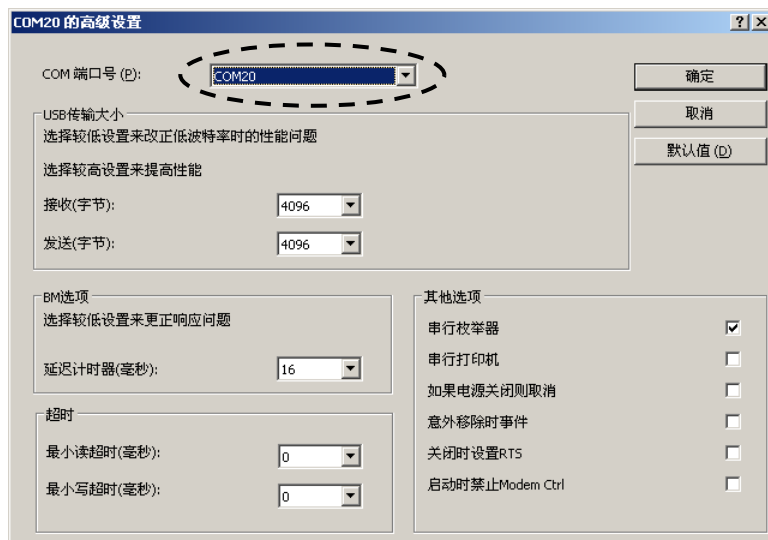 COM20 的高级设置
COM 端口号 (P):
COM20
确定
取消
默认值 (D)
USB传输大小
选择较低设置来改正低波特率时的性能问题
选择较高设置来提高性能
接收(字节):
4096
发送(字节):
4096
BM选项
选择较低设置来更正响应问题
延迟计时器(毫秒):
16
超时
最小读超时(毫秒):
0
最小写超时(毫秒):
0
其他选项
串行枚举器
串行打印机
如果电源关闭则取消
意外移除时事件
关闭时设置RTS
启动时禁止Modem Ctrl